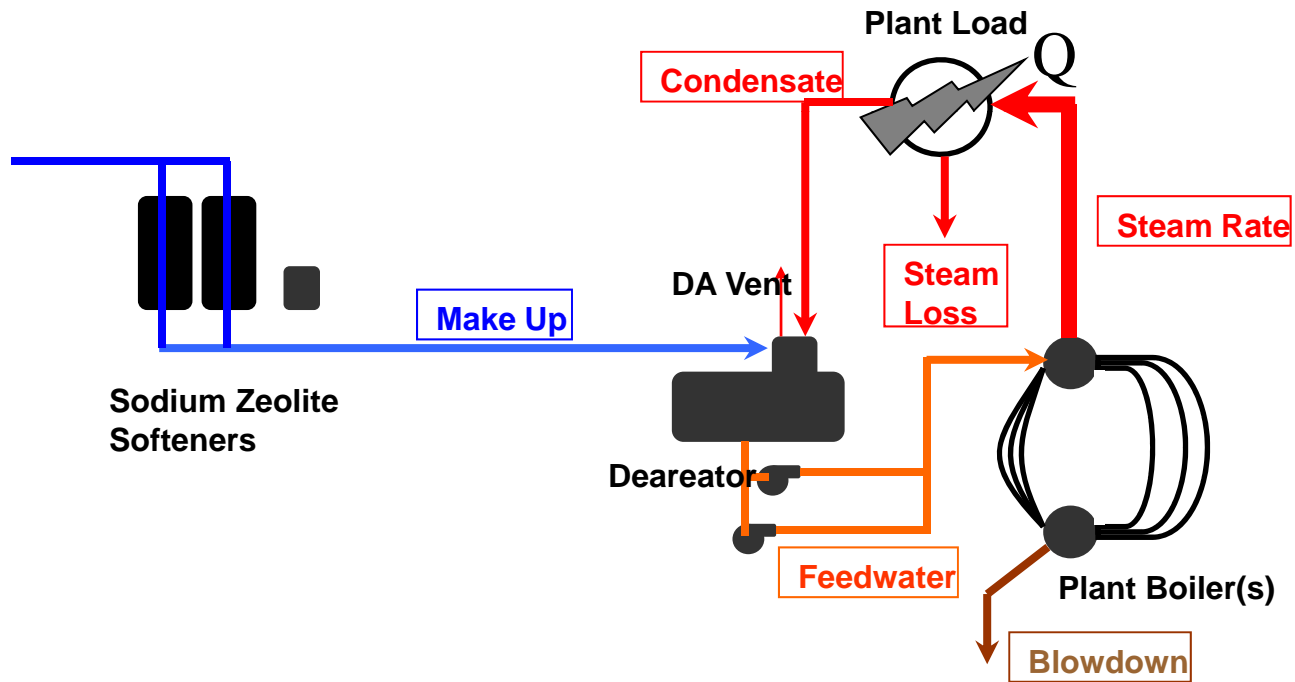 Plant Load
Q
Condensate
Steam Rate
Steam
Loss
DA Vent
Make Up
Sodium Zeolite
Softeners
Deareator
Feedwater
Plant Boiler(s)
Blowdown